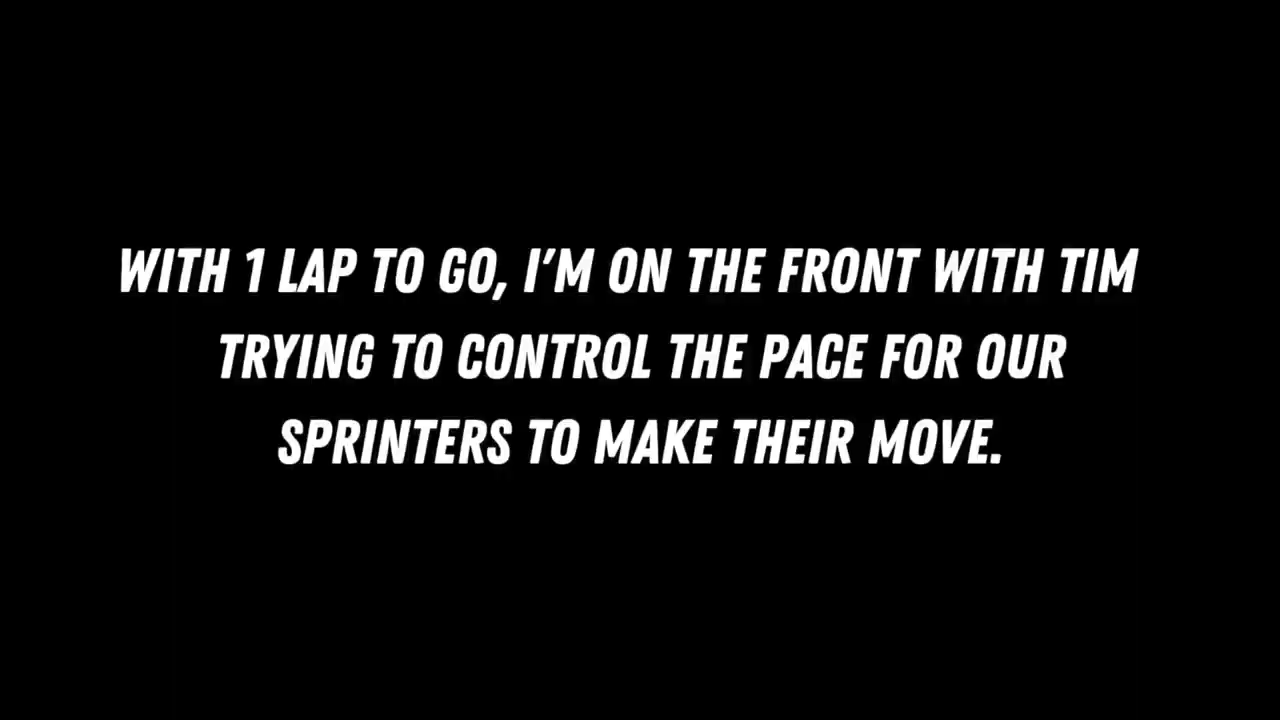 WITH 1 LAP TO GO, I'M ON THE FRONT WITH TIM
TRYING TO CONTROL THE PACE FOR OUR
SPRINTERS TO MAKE THEIR MOVE.